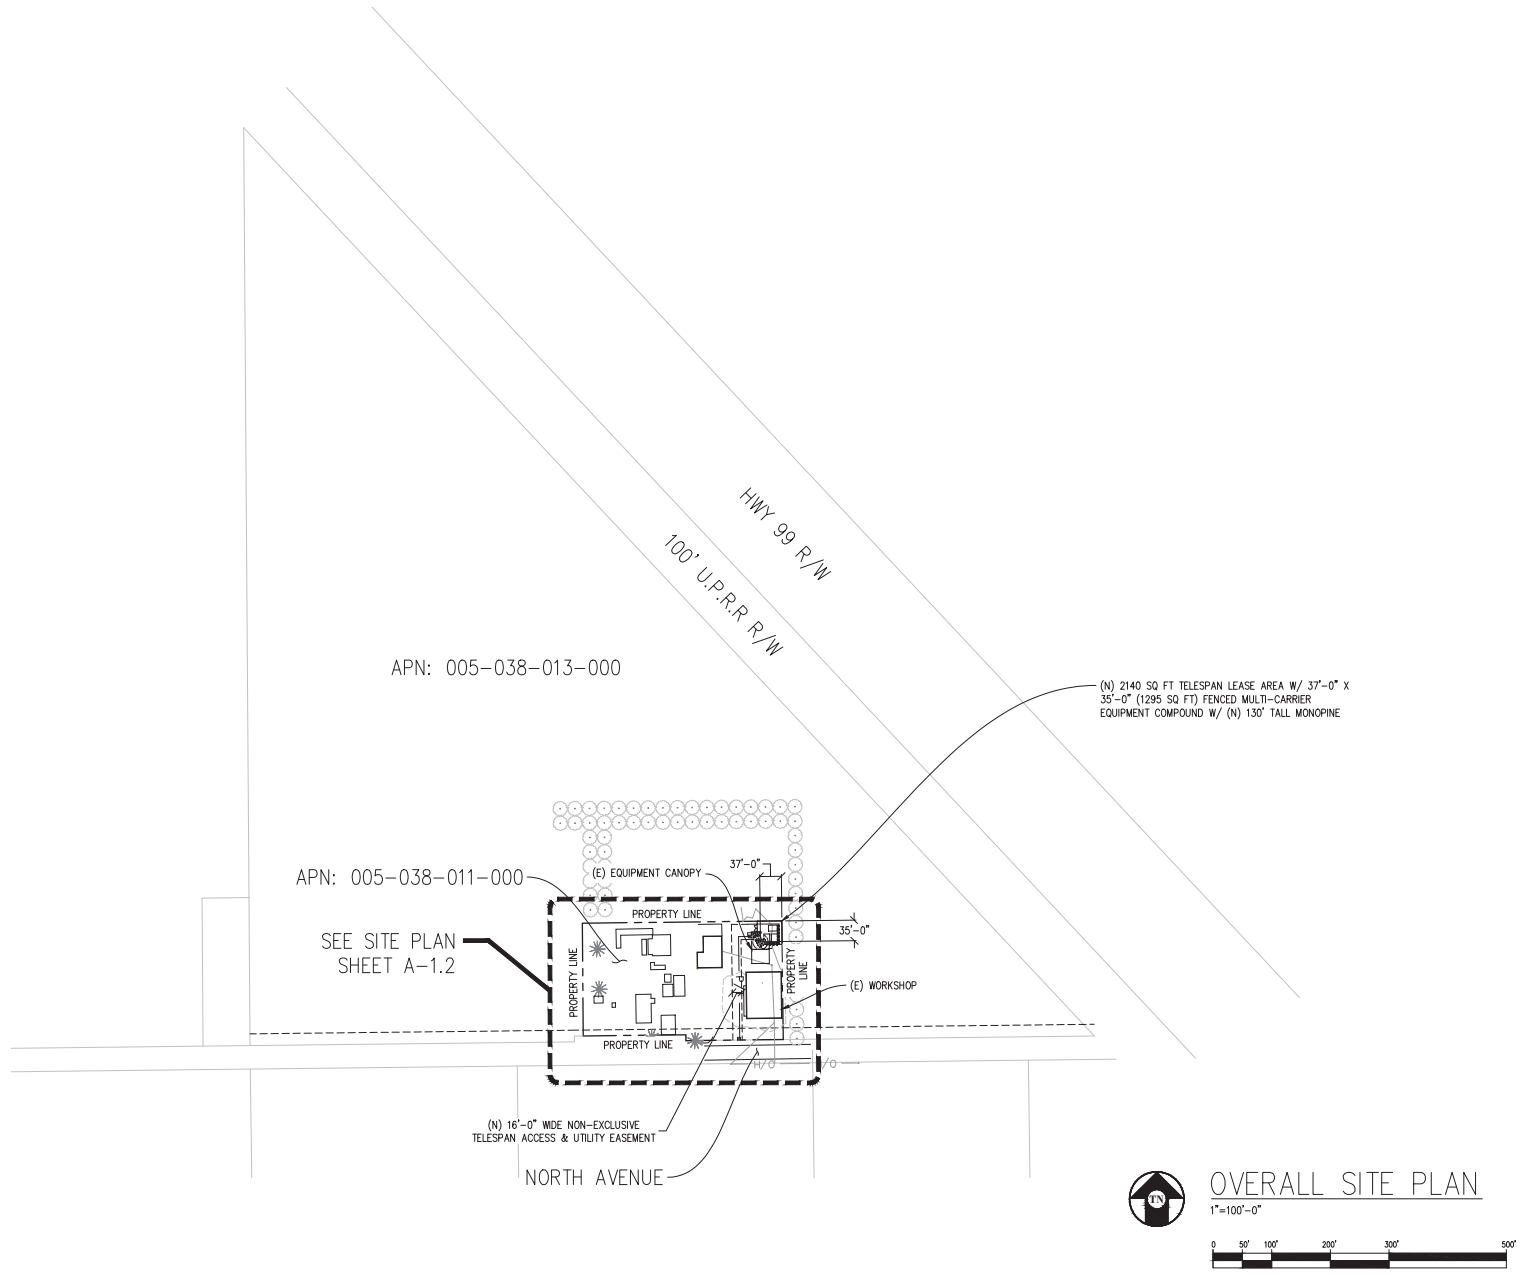 HWY 99 R/W
100' U.P.R.R R/W
APN: 005-038-013-000
(N) 2140 SQ FT TELESPAN LEASE AREA W/ 37'-0" X
35'-0" (1295 SQ FT) FENCED MULTI-CARRIER
EQUIPMENT COMPOUND W/ (N) 130' TALL MONOPINE
37'-0"
(E) EQUIPMENT CANOPY
APN: 005-038-011-000
PROPERTY LINE
35'-0"
SEE SITE PLAN
SHEET A-1.2
PROPERTY LINE
PROPERTY
LINE
(E) WORKSHOP
PROPERTY LINE
H/O
/O
(N) 16'-0" WIDE NON-EXCLUSIVE
TELESPAN ACCESS & UTILITY EASEMENT
NORTH AVENUE
TN
OVERALL SITE PLAN
1"=100'-0"
0 50' 100' 200' 300' 500'